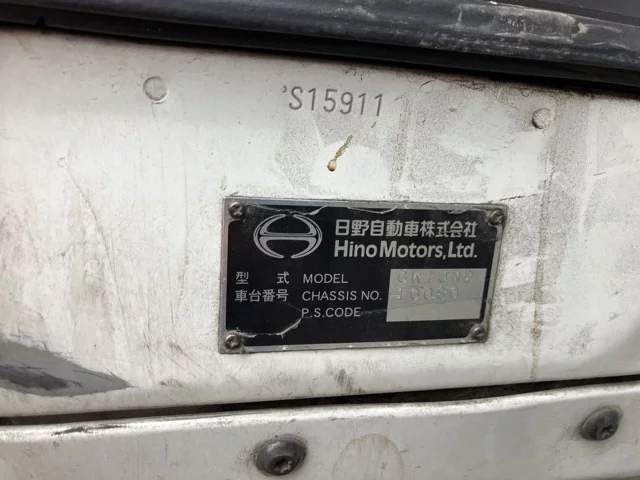 S15911
日野自動車株式会社
Hino Motors, Ltd.
型式 MODEL
車台番号 CHASSIS NO.
P.S.CODE